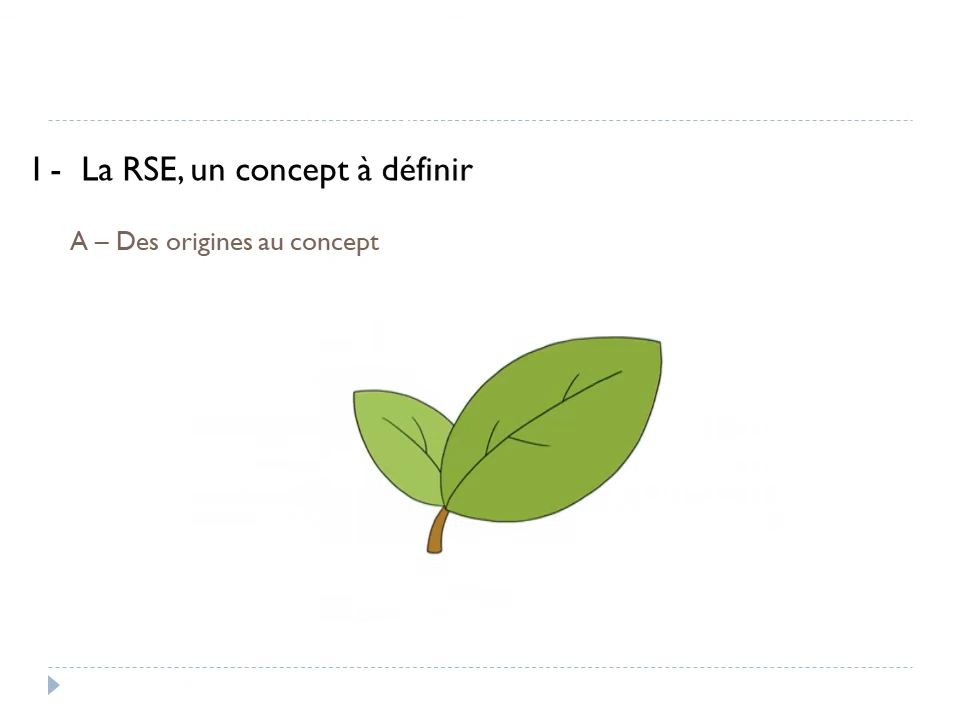 I -  La RSE, un concept à définir
A – Des origines au concept